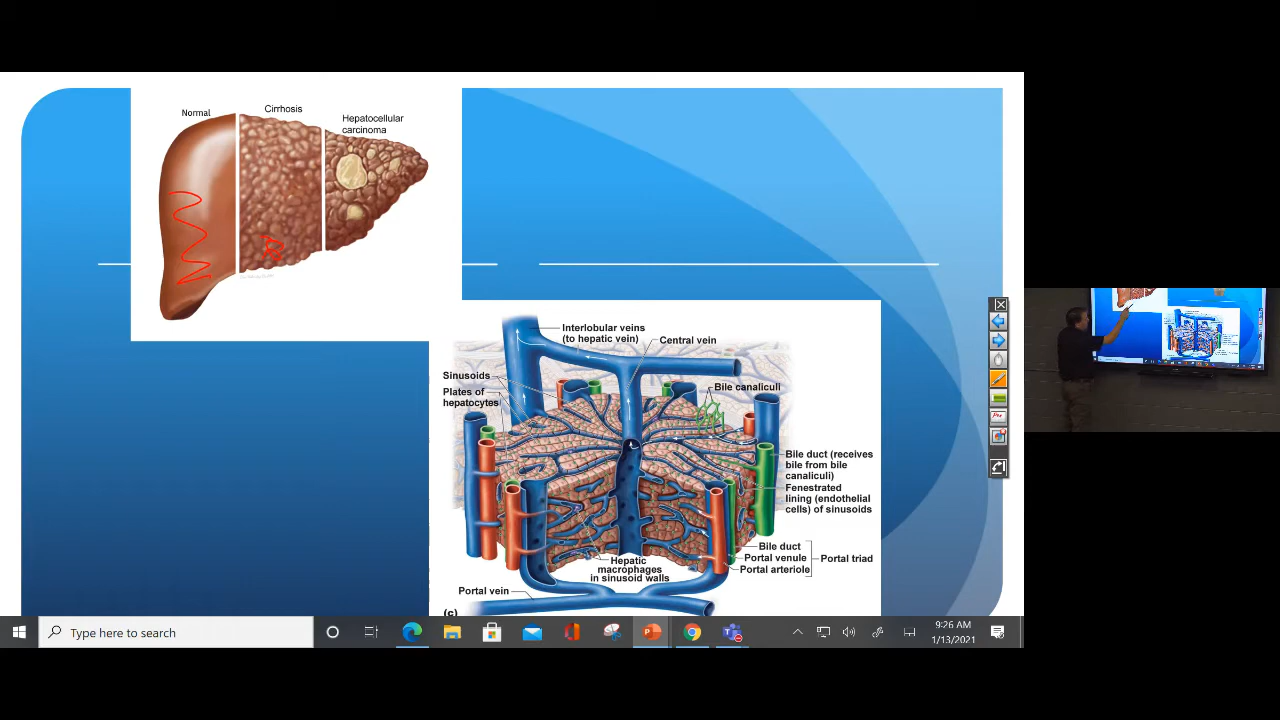 Normal
Cirrhosis
Hepatocellular
carcinoma
Interlobular veins
(to hepatic vein)
Central vein
Sinusoids
Plates of
hepatocytes
Bile canaliculi
Bile duct (receives
bile from bile
canaliculi)
Fenestrated
lining (endothelial
cells) of sinusoids
Bile duct
Portal venule
Portal arteriole
Portal triad
Hepatic
macrophages
in sinusoid walls
Portal vein
(c)
Type here to search
9:26 AM
1/13/2021